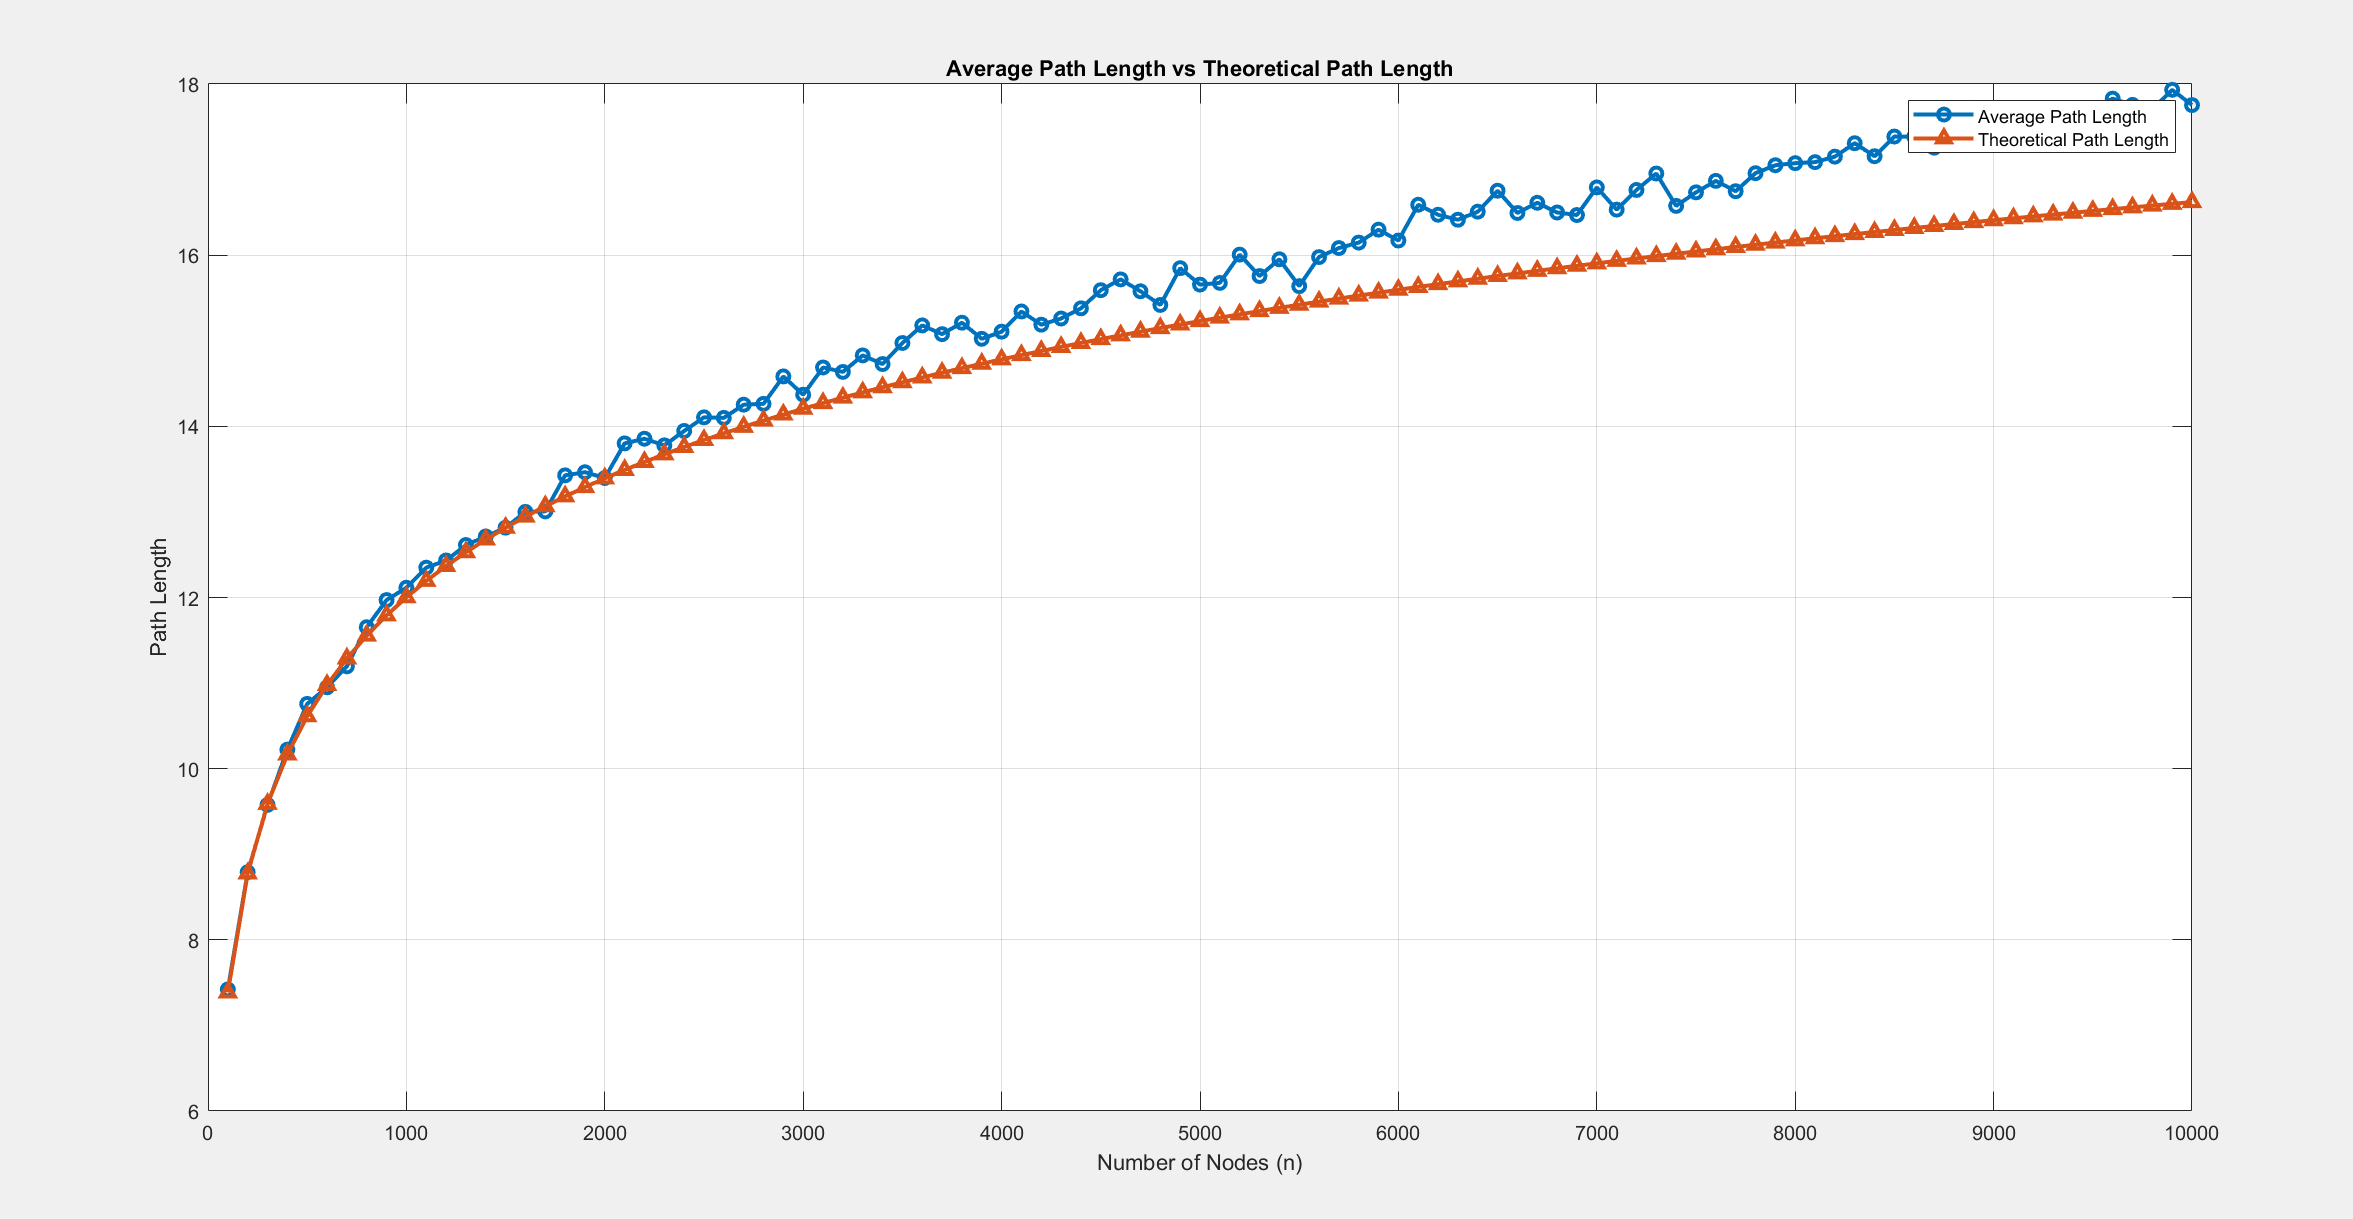 Average Path Length vs Theoretical Path Length
18
Average Path Length
Theoretical Path Length
16
14
12
10
8
6
Path Length
0 1000 2000 3000 4000 5000 6000 7000 8000 9000 10000
Number of Nodes (n)